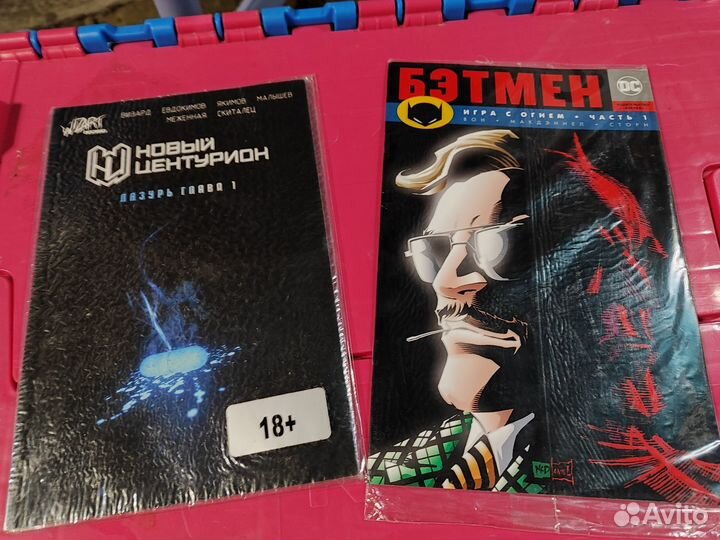 WIZART
ВИЗАРД ЕВДОКИМОВ ЯКИМОВ МАЛЫШЕВ
МЕЖЕННАЯ СКИТАЛЕЦ
НОВЫЙ
ЦЕНТУРИОН
ЛАЗУРЬ ГЛАВА 1
18+
БЭТМЕН
DC
ИГРА С ОГНЕМ • ЧАСТЬ 1
ВОН • МАКДЭНИЕЛ • СТОРИ
Avito